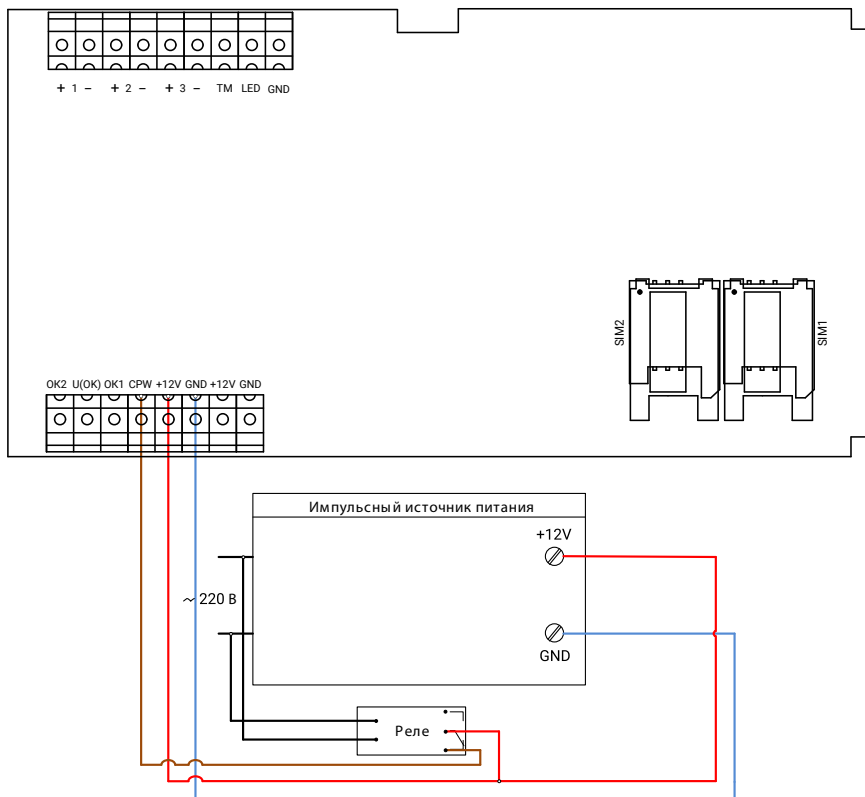 + 1 – + 2 – + 3 – TM LED GND
SIM2
SIM1
OK2 U(OK) OK1 CPW +12V GND +12V GND
Импульсный источник питания
+12V
~ 220 В
GND
Реле